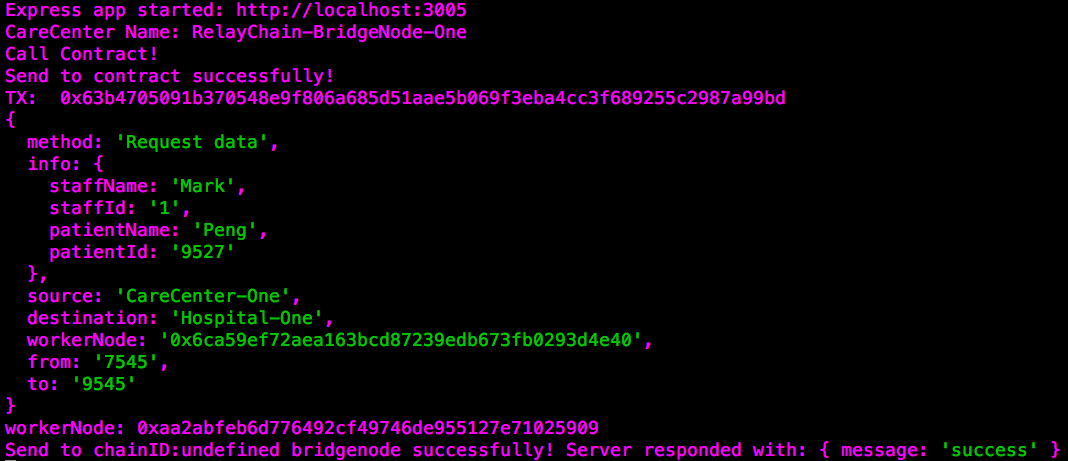 Express app started: http://localhost:3005
CareCenter Name: RelayChain-BridgeNode-One
Call Contract!
Send to contract successfully!
TX:  0x63b4705091b370548e9f806a685d51aae5b069f3eba4cc3f689255c2987a99bd
{
  method: 'Request data',
  info: {
    staffName: 'Mark',
    staffId: '1',
    patientName: 'Peng',
    patientId: '9527'
  },
  source: 'CareCenter-One',
  destination: 'Hospital-One',
  workerNode: '0x6ca59ef72aea163bcd87239edb673fb0293d4e40',
  from: '7545',
  to: '9545'
}
workerNode: 0xaa2abfeb6d776492cf49746de955127e71025909
Send to chainID:undefined bridgenode successfully! Server responded with: { message: 'success' }